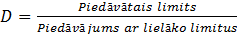 D = Piedāvātais limits
Piedāvājums ar lielāko limitus